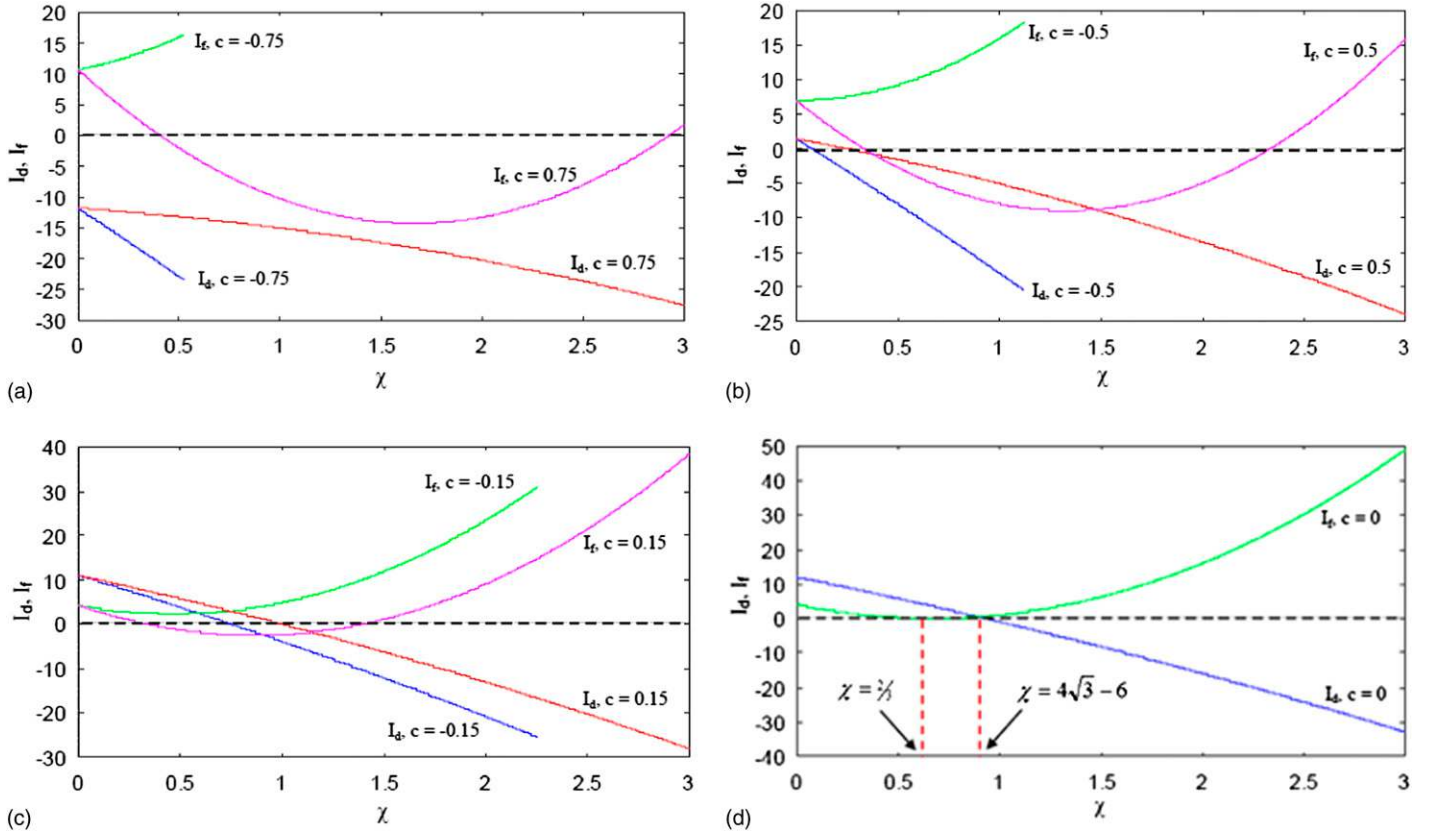 20
15
10
5
0
-5
-10
-15
-20
-25
-30
I_d, I_f
I_f, c = -0.75
I_f, c = 0.75
I_d, c = 0.75
I_d, c = -0.75
0 0.5 1 1.5 2 2.5 3
χ
(a)
20
15
10
5
0
-5
-10
-15
-20
-25
I_d, I_f
I_f, c = -0.5
I_f, c = 0.5
I_d, c = 0.5
I_d, c = -0.5
0 0.5 1 1.5 2 2.5 3
χ
(b)
40
30
20
10
0
-10
-20
-30
I_d, I_f
I_f, c = -0.15
I_f, c = 0.15
I_d, c = 0.15
I_d, c = -0.15
0 0.5 1 1.5 2 2.5 3
χ
(c)
50
40
30
20
10
0
-10
-20
-30
-40
I_d, I_f
I_f, c = 0
χ = 2/3
χ = 4√3 − 6
I_d, c = 0
0 0.5 1 1.5 2 2.5 3
χ
(d)